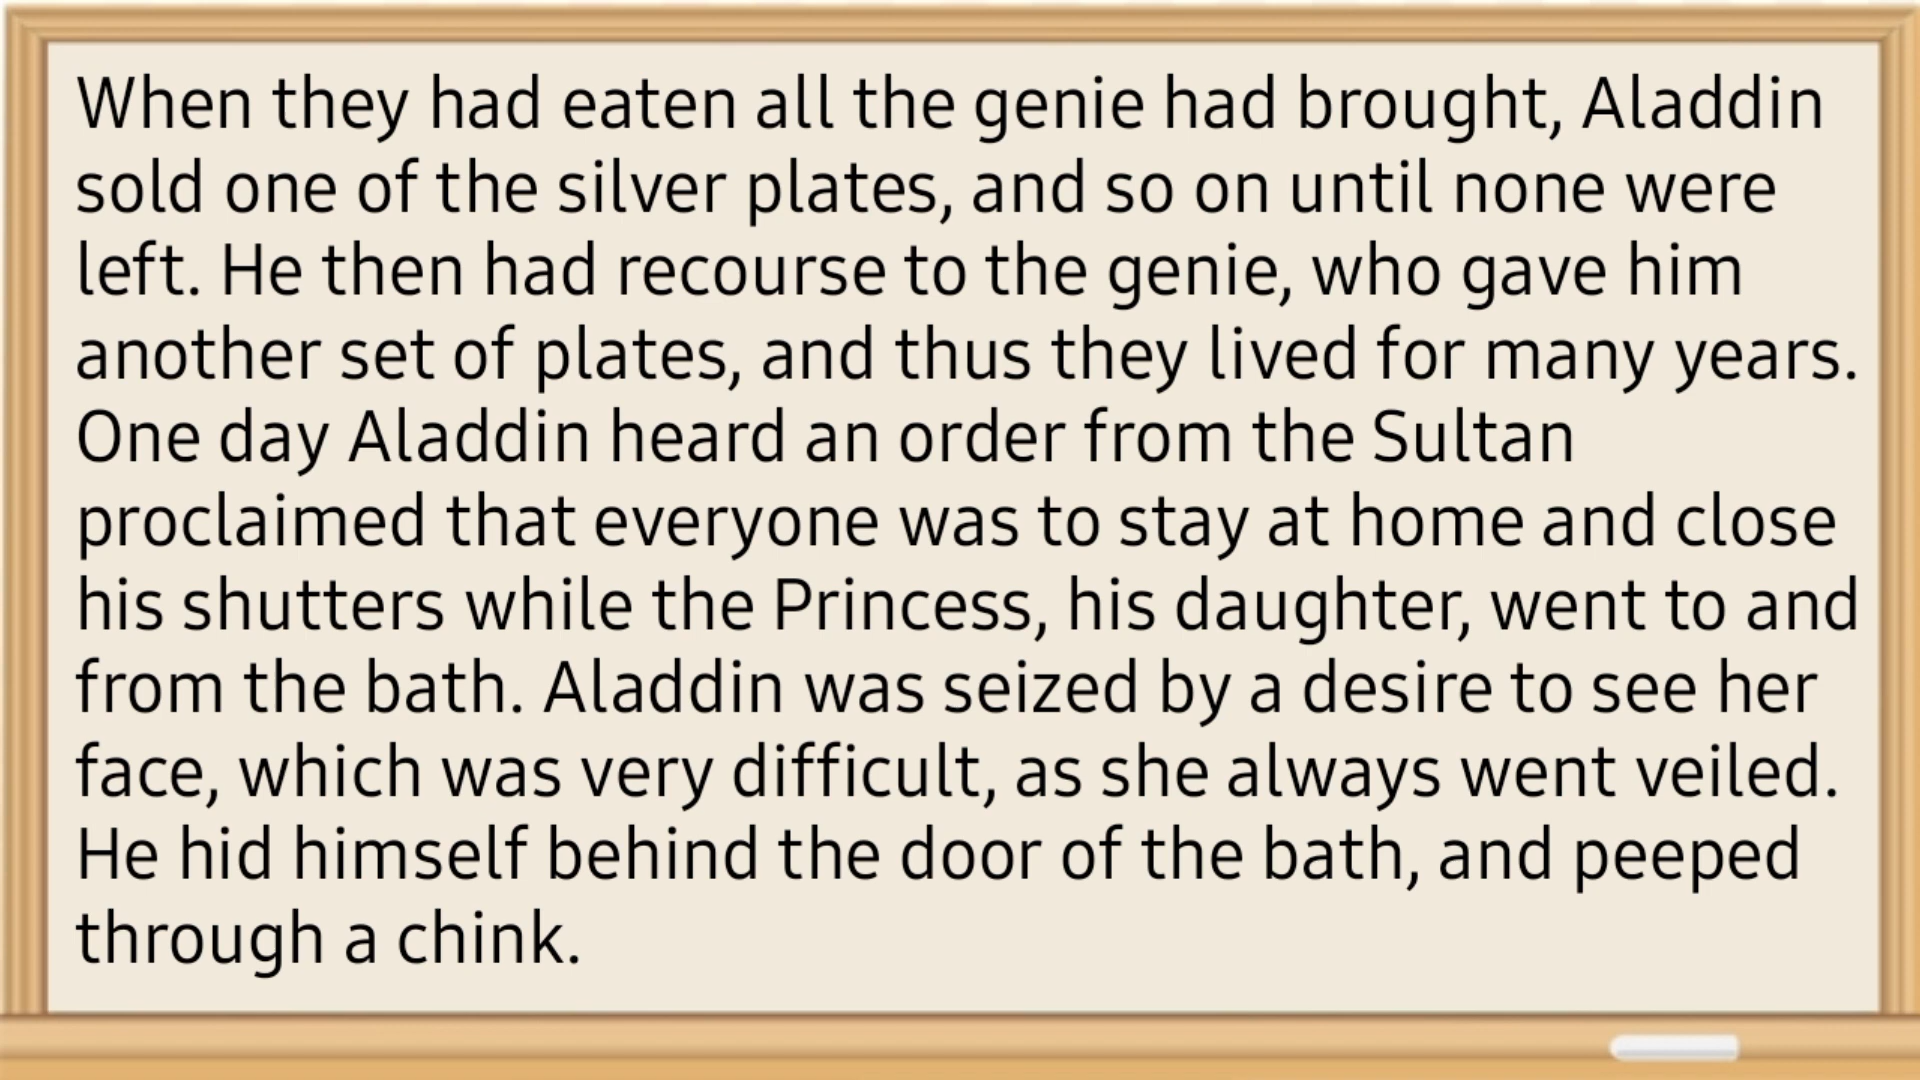 When they had eaten all the genie had brought, Aladdin
sold one of the silver plates, and so on until none were
left. He then had recourse to the genie, who gave him
another set of plates, and thus they lived for many years.
One day Aladdin heard an order from the Sultan
proclaimed that everyone was to stay at home and close
his shutters while the Princess, his daughter, went to and
from the bath. Aladdin was seized by a desire to see her
face, which was very difficult, as she always went veiled.
He hid himself behind the door of the bath, and peeped
through a chink.